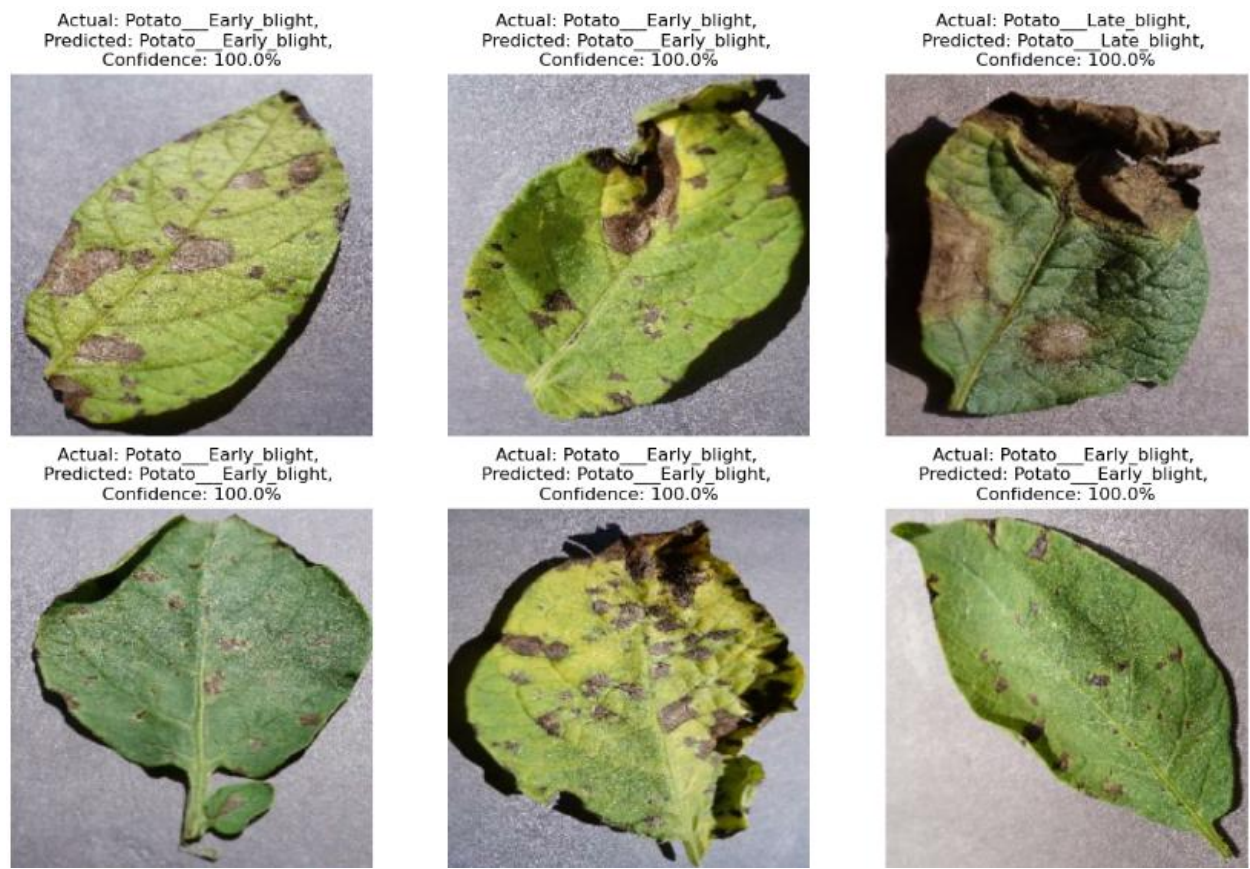 Actual: Potato___Early_blight,
Predicted: Potato___Early_blight,
Confidence: 100.0%
Actual: Potato___Early_blight,
Predicted: Potato___Early_blight,
Confidence: 100.0%
Actual: Potato___Late_blight,
Predicted: Potato___Late_blight,
Confidence: 100.0%
Actual: Potato___Early_blight,
Predicted: Potato___Early_blight,
Confidence: 100.0%
Actual: Potato___Early_blight,
Predicted: Potato___Early_blight,
Confidence: 100.0%
Actual: Potato___Early_blight,
Predicted: Potato___Early_blight,
Confidence: 100.0%